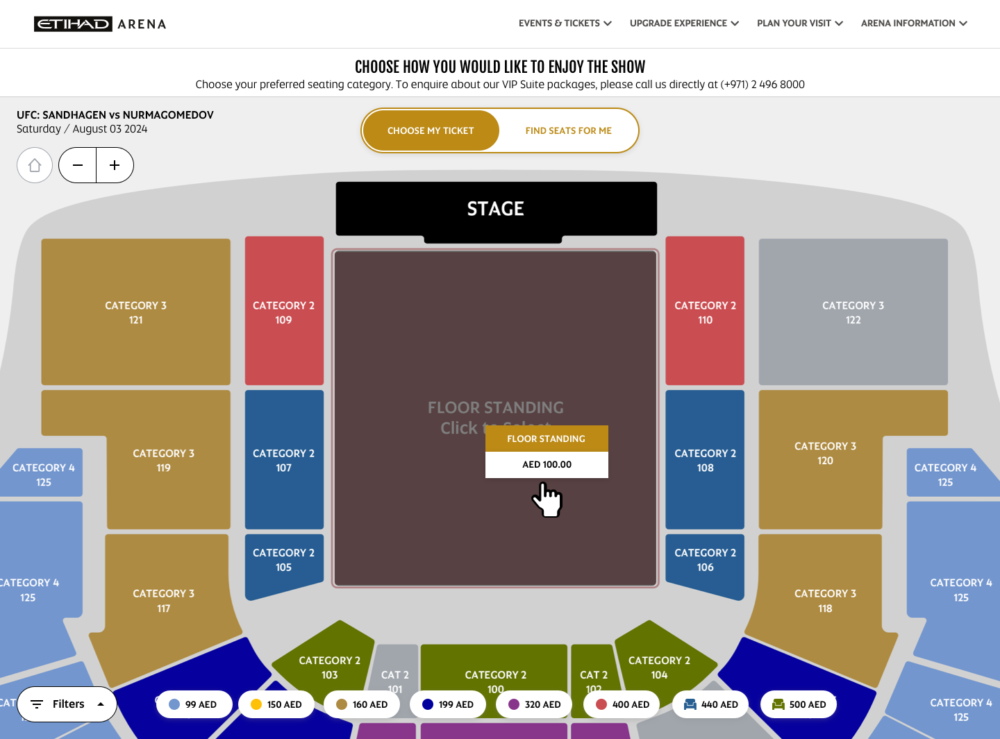 ETIHAD ARENA
EVENTS & TICKETS
UPGRADE EXPERIENCE
PLAN YOUR VISIT
ARENA INFORMATION
CHOOSE HOW YOU WOULD LIKE TO ENJOY THE SHOW
Choose your preferred seating category. To enquire about our VIP Suite packages, please call us directly at (+971) 2 496 8000
UFC: SANDHAGEN vs NURMAGOMEDOV
Saturday / August 03 2024
CHOOSE MY TICKET
FIND SEATS FOR ME
STAGE
CATEGORY 3
121
CATEGORY 2
109
CATEGORY 2
110
CATEGORY 3
122
FLOOR STANDING
Click to Select
FLOOR STANDING
AED 100.00
CATEGORY 3
119
CATEGORY 2
107
CATEGORY 2
108
CATEGORY 3
120
CATEGORY 4
125
CATEGORY 4
125
CATEGORY 2
105
CATEGORY 2
106
CATEGORY 4
125
CATEGORY 3
117
CATEGORY 3
118
CATEGORY 4
125
CATEGORY 2
103
CAT 2
101
CATEGORY 2
100
CAT 2
102
CATEGORY 2
104
CATEGORY 4
125
Filters
99 AED
150 AED
160 AED
199 AED
320 AED
400 AED
440 AED
500 AED